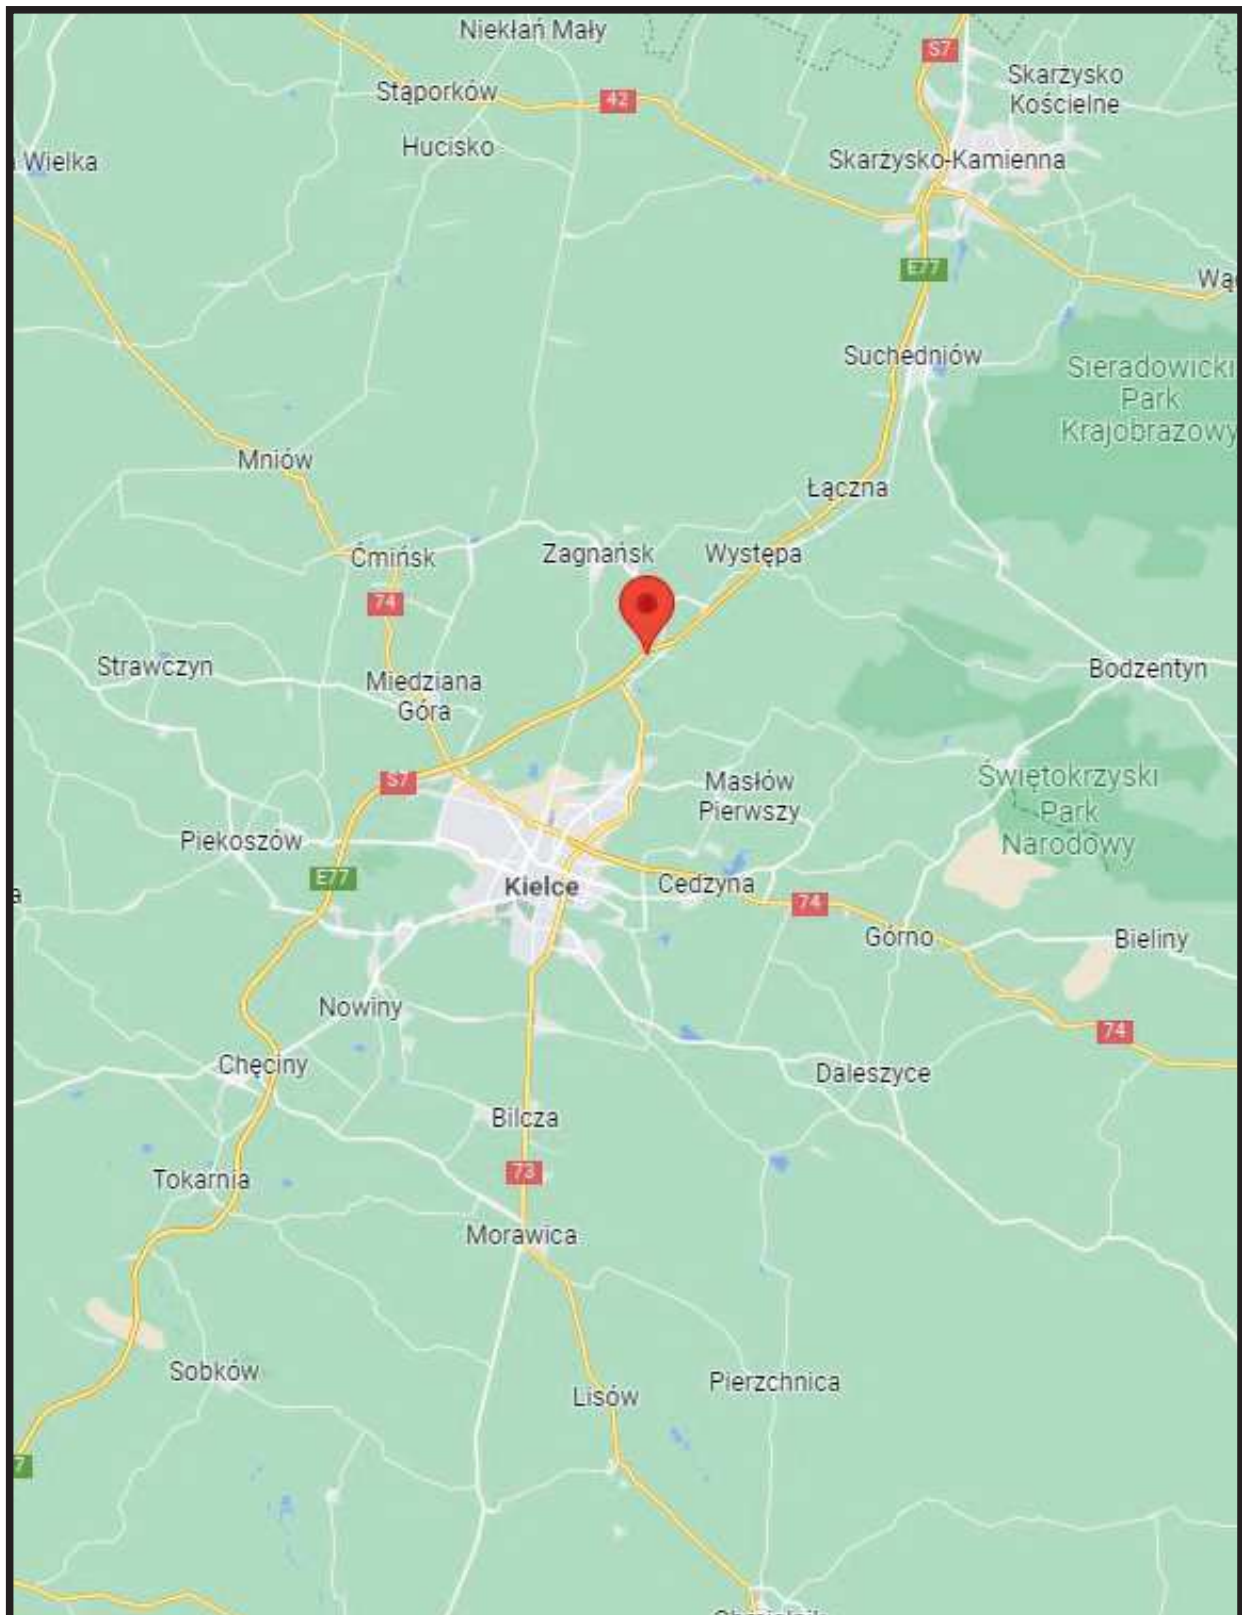 Niekłań Mały
S7
Skarżysko
Kościelne
Stąporków
42
Hucisko
Wielka
Skarżysko-Kamienna
E77
Suchedniów
Sieradowicki
Park
Krajobrazowy
Mniów
Łączna
Ćmińsk
Zagnańsk
Występa
74
Strawczyn
Bodzentyn
Miedziana
Góra
S7
Masłów
Pierwszy
Świętokrzyski
Park
Narodowy
Piekoszów
E77
Kielce
Cedzyna
74
Górno
Bieliny
Nowiny
74
Chęciny
Daleszyce
Bilcza
73
Tokarnia
Morawica
Sobków
Lisów
Pierzchnica
7